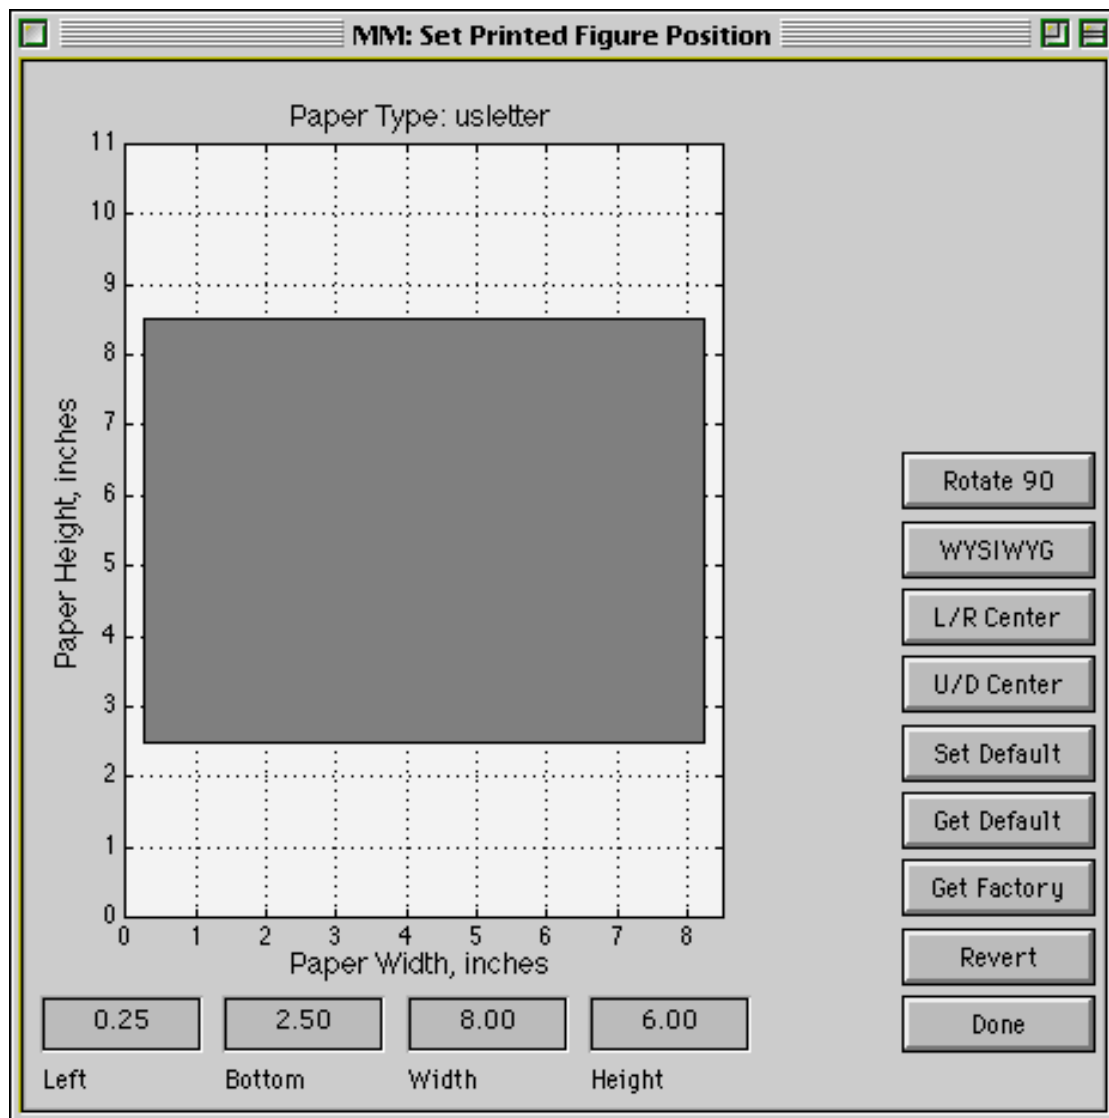 MM: Set Printed Figure Position
Paper Type: usletter
11
10
9
8
7
6
5
4
3
2
1
0
Paper Height, inches
0 1 2 3 4 5 6 7 8
Paper Width, inches
0.25 2.50 8.00 6.00
Left Bottom Width Height
Rotate 90
WYSIWYG
L/R Center
U/D Center
Set Default
Get Default
Get Factory
Revert
Done